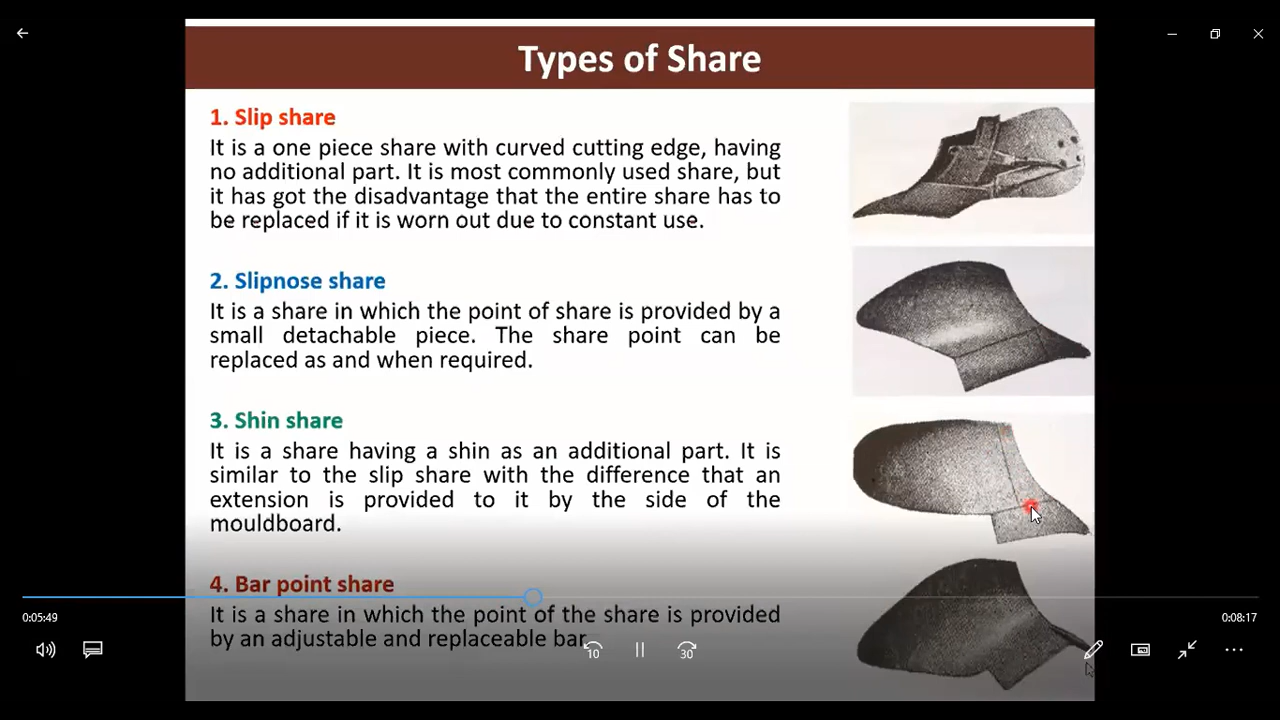 Types of Share
1. Slip share
It is a one piece share with curved cutting edge, having
no additional part. It is most commonly used share, but
it has got the disadvantage that the entire share has to
be replaced if it is worn out due to constant use.
2. Slipnose share
It is a share in which the point of share is provided by a
small detachable piece. The share point can be
replaced as and when required.
3. Shin share
It is a share having a shin as an additional part. It is
similar to the slip share with the difference that an
extension is provided to it by the side of the
mouldboard.
4. Bar point share
It is a share in which the point of the share is provided
by an adjustable and replaceable bar.
0:05:49
0:08:17
10
30